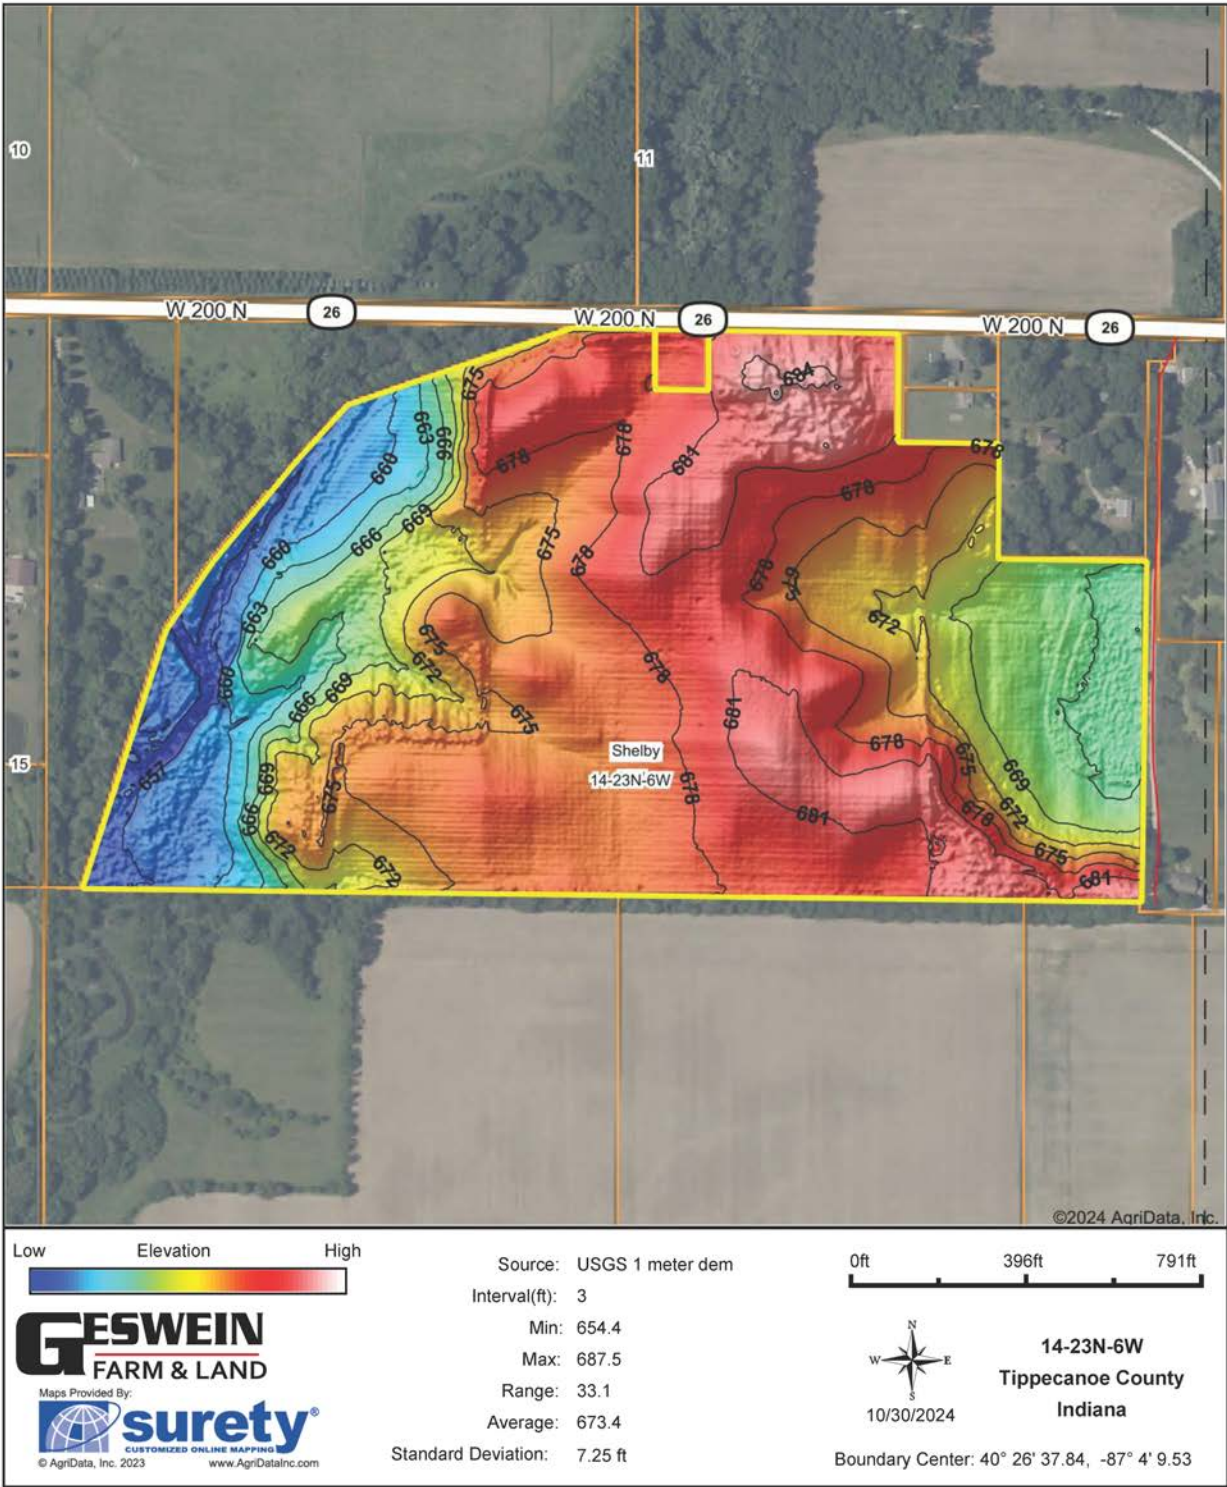 10
11
W 200 N
26
W 200 N
26
W 200 N
26
684
675
663
666
678
678
681
678
660
678
669
675
666
660
678
678
675
672
663
675
672
678
660
669
666
681
675
678
Shelby
14-23N-6W
15
657
669
675
678
675
669
666
681
672
678
672
675
672
681
©2024 AgriData, Inc.
Low Elevation High
GESWEIN
FARM & LAND
Maps Provided By:
surety®
CUSTOMIZED ONLINE MAPPING
© AgriData, Inc. 2023 www.AgriDataInc.com
Source: USGS 1 meter dem
Interval(ft): 3
Min: 654.4
Max: 687.5
Range: 33.1
Average: 673.4
Standard Deviation: 7.25 ft
0ft 396ft 791ft
N
W E
S
10/30/2024
14-23N-6W
Tippecanoe County
Indiana
Boundary Center: 40° 26' 37.84, -87° 4' 9.53